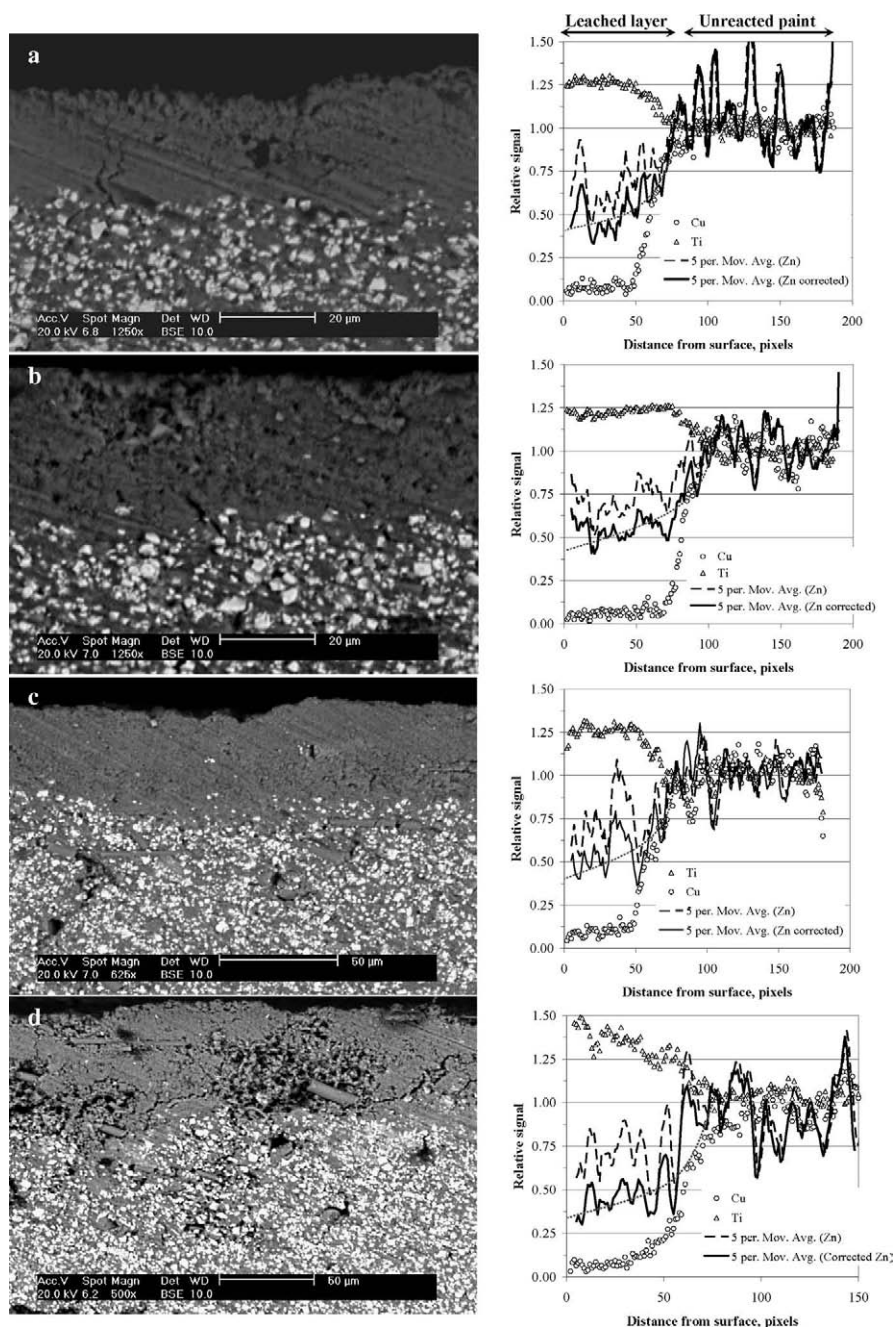 Leached layer Unreacted paint
a
Acc.V Spot Magn Det WD 20 µm
20.0 kV 6.8 1250x BSE 10.0
1.50
1.25
1.00
0.75
0.50
0.25
0.00
Relative signal
Cu
Ti
5 per. Mov. Avg. (Zn)
5 per. Mov. Avg. (Zn corrected)
0 50 100 150 200
Distance from surface, pixels
b
Acc.V Spot Magn Det WD 20 µm
20.0 kV 7.0 1250x BSE 10.0
1.50
1.25
1.00
0.75
0.50
0.25
0.00
Relative signal
Cu
Ti
5 per. Mov. Avg. (Zn)
5 per. Mov. Avg. (Zn corrected)
0 50 100 150 200
Distance from surface, pixels
c
Acc.V Spot Magn Det WD 50 µm
20.0 kV 7.0 625x BSE 10.0
1.50
1.25
1.00
0.75
0.50
0.25
0.00
Relative signal
Ti
Cu
5 per. Mov. Avg. (Zn)
5 per. Mov. Avg. (Zn corrected)
0 50 100 150 200
Distance from surface, pixels
d
Acc.V Spot Magn Det WD 50 µm
20.0 kV 6.2 500x BSE 10.0
1.50
1.25
1.00
0.75
0.50
0.25
0.00
Relative signal
Cu
Ti
5 per. Mov. Avg. (Zn)
5 per. Mov. Avg. (Corrected Zn)
0 50 100 150
Distance from surface, pixels